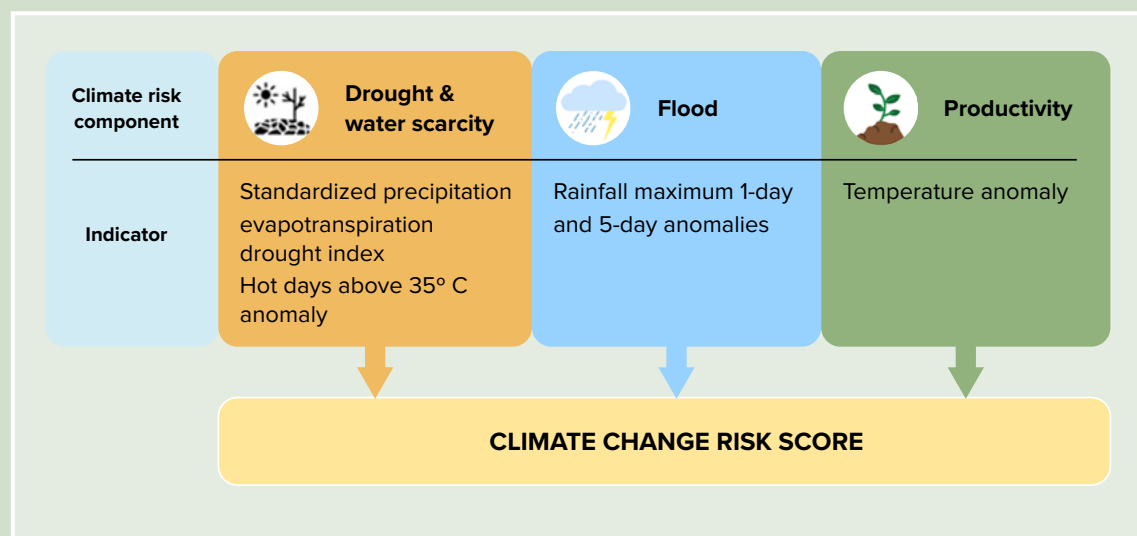 Climate risk
component
Drought &
water scarcity
Flood
Productivity
Indicator
Standardized precipitation
evapotranspiration
drought index
Hot days above 35º C
anomaly
Rainfall maximum 1-day
and 5-day anomalies
Temperature anomaly
CLIMATE CHANGE RISK SCORE